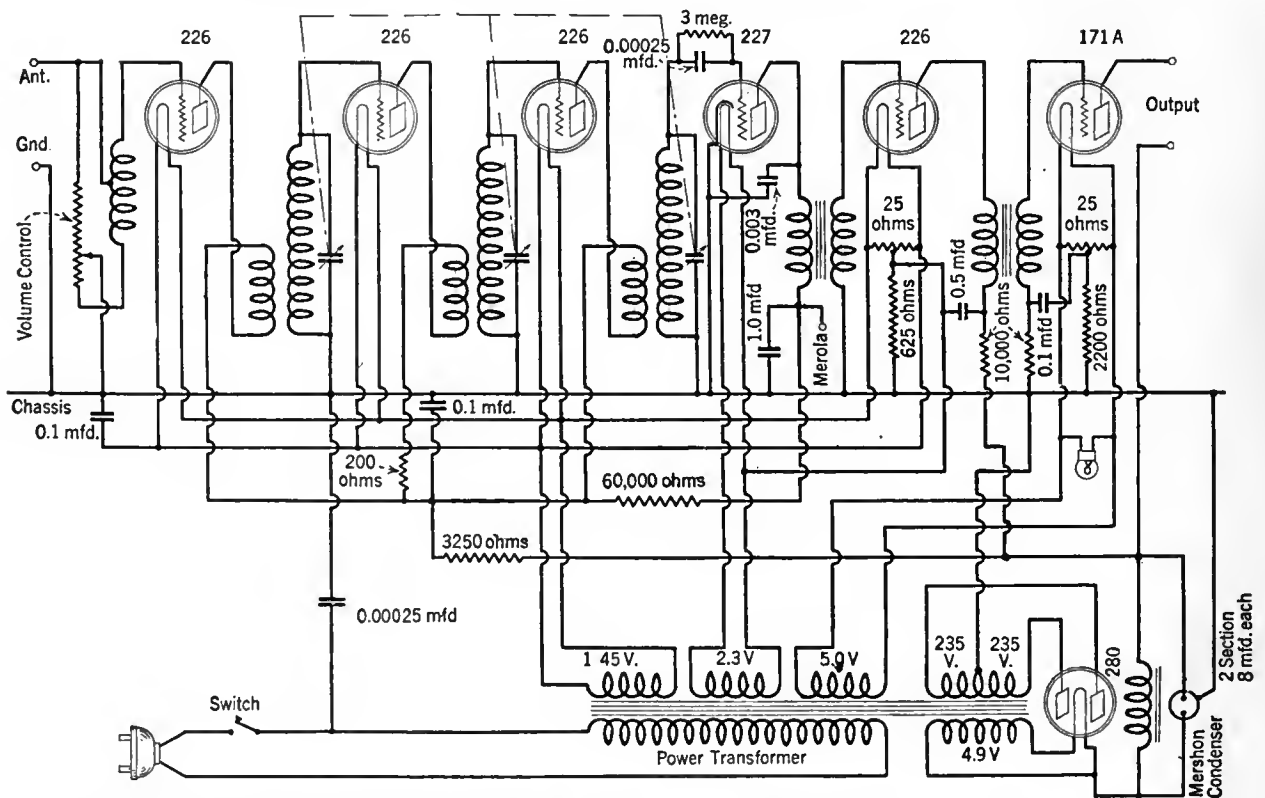 3 meg.
226
226
226
0.00025
mfd.
227
226
171 A
Ant.
Gnd.
Output
Volume Control
0.003
mfd.
1.0 mfd
Merola
25
ohms
625 ohms
0.5 mfd
10,000 ohms
0.1 mfd
25
ohms
2200 ohms
Chassis
0.1 mfd.
0.1 mfd.
200
ohms
60,000 ohms
3250 ohms
0.00025 mfd
1 45 V.
2.3 V
5.0 V
235
V.
235
V.
280
2 Section
8 mfd. each
Switch
Power Transformer
4.9 V
Mershon
Condenser